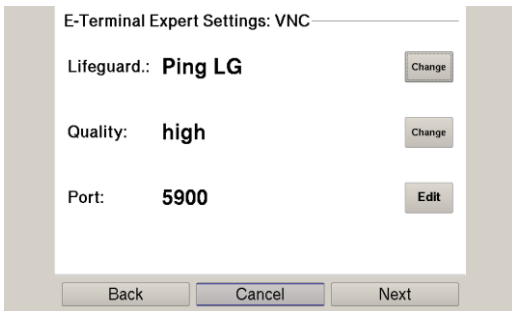 E-Terminal Expert Settings: VNC
Lifeguard.: Ping LG Change
Quality: high Change
Port: 5900 Edit
Back Cancel Next